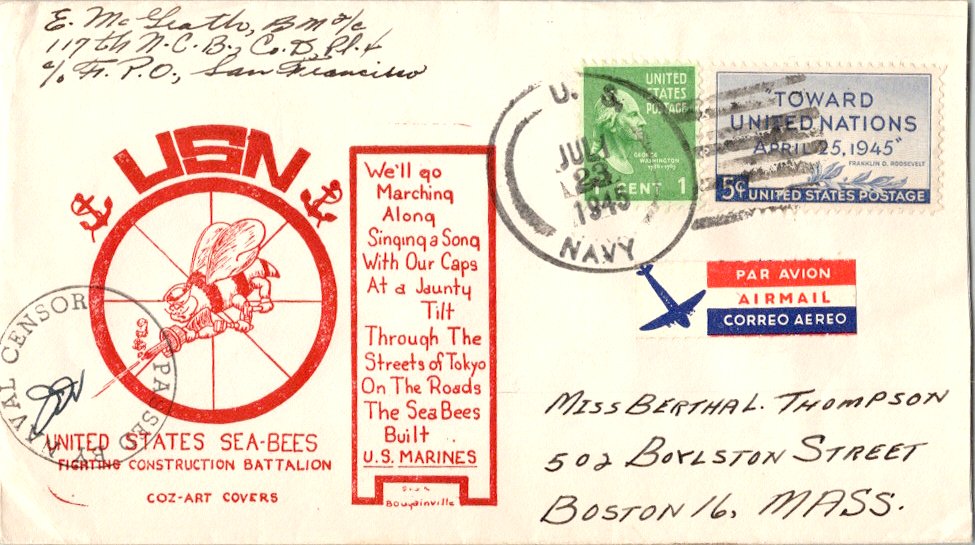 E. McGrath, BM 2/c
117th N.C.B., Co. D, Pl. 4
c/o F.P.O., San Francisco
U. S.
JUL
23
1945
NAVY
UNITED
STATES
POSTAGE
GEORGE
WASHINGTON
1789-1797
CENT 1
TOWARD
UNITED NATIONS
APRIL 25, 1945
FRANKLIN D. ROOSEVELT
5¢ UNITED STATES POSTAGE
PAR AVION
AIRMAIL
CORREO AEREO
USN
We'll go
Marching
Along
Singing a Song
With Our Caps
At a Jaunty
Tilt
Through The
Streets of Tokyo
On The Roads
The SeaBees
Built
U.S. MARINES
Bougainville
PASSED BY NAVAL CENSOR
UNITED STATES SEA-BEES
FIGHTING CONSTRUCTION BATTALION
COZ-ART COVERS
MISS BERTHA L. THOMPSON
502 BOYLSTON STREET
BOSTON 16, MASS.